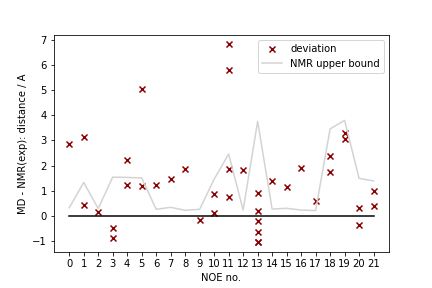 7
6
5
4
3
2
1
0
−1
MD - NMR(exp): distance / A
deviation
NMR upper bound
0 1 2 3 4 5 6 7 8 9 10 11 12 13 14 15 16 17 18 19 20 21
NOE no.